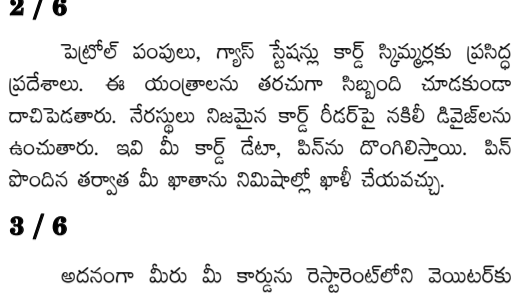 2 / 6
పెట్రోల్ పంపులు, గ్యాస్ స్టేషన్లు కార్డ్ స్కిమ్మర్లకు ప్రసిద్ధ
ప్రదేశాలు. ఈ యంత్రాలను తరచుగా సిబ్బంది చూడకుండా
దాచిపెడతారు. నేరస్థులు నిజమైన కార్డ్ రీడర్‌పై నకిలీ డివైజ్‌లను
ఉంచుతారు. ఇవి మీ కార్డ్ డేటా, పిన్‌ను దొంగిలిస్తాయి. పిన్
పొందిన తర్వాత మీ ఖాతాను నిమిషాల్లో ఖాళీ చేయవచ్చు.
3 / 6
అదనంగా మీరు మీ కార్డును రెస్టారెంట్‌లోని వెయిటర్‌కు